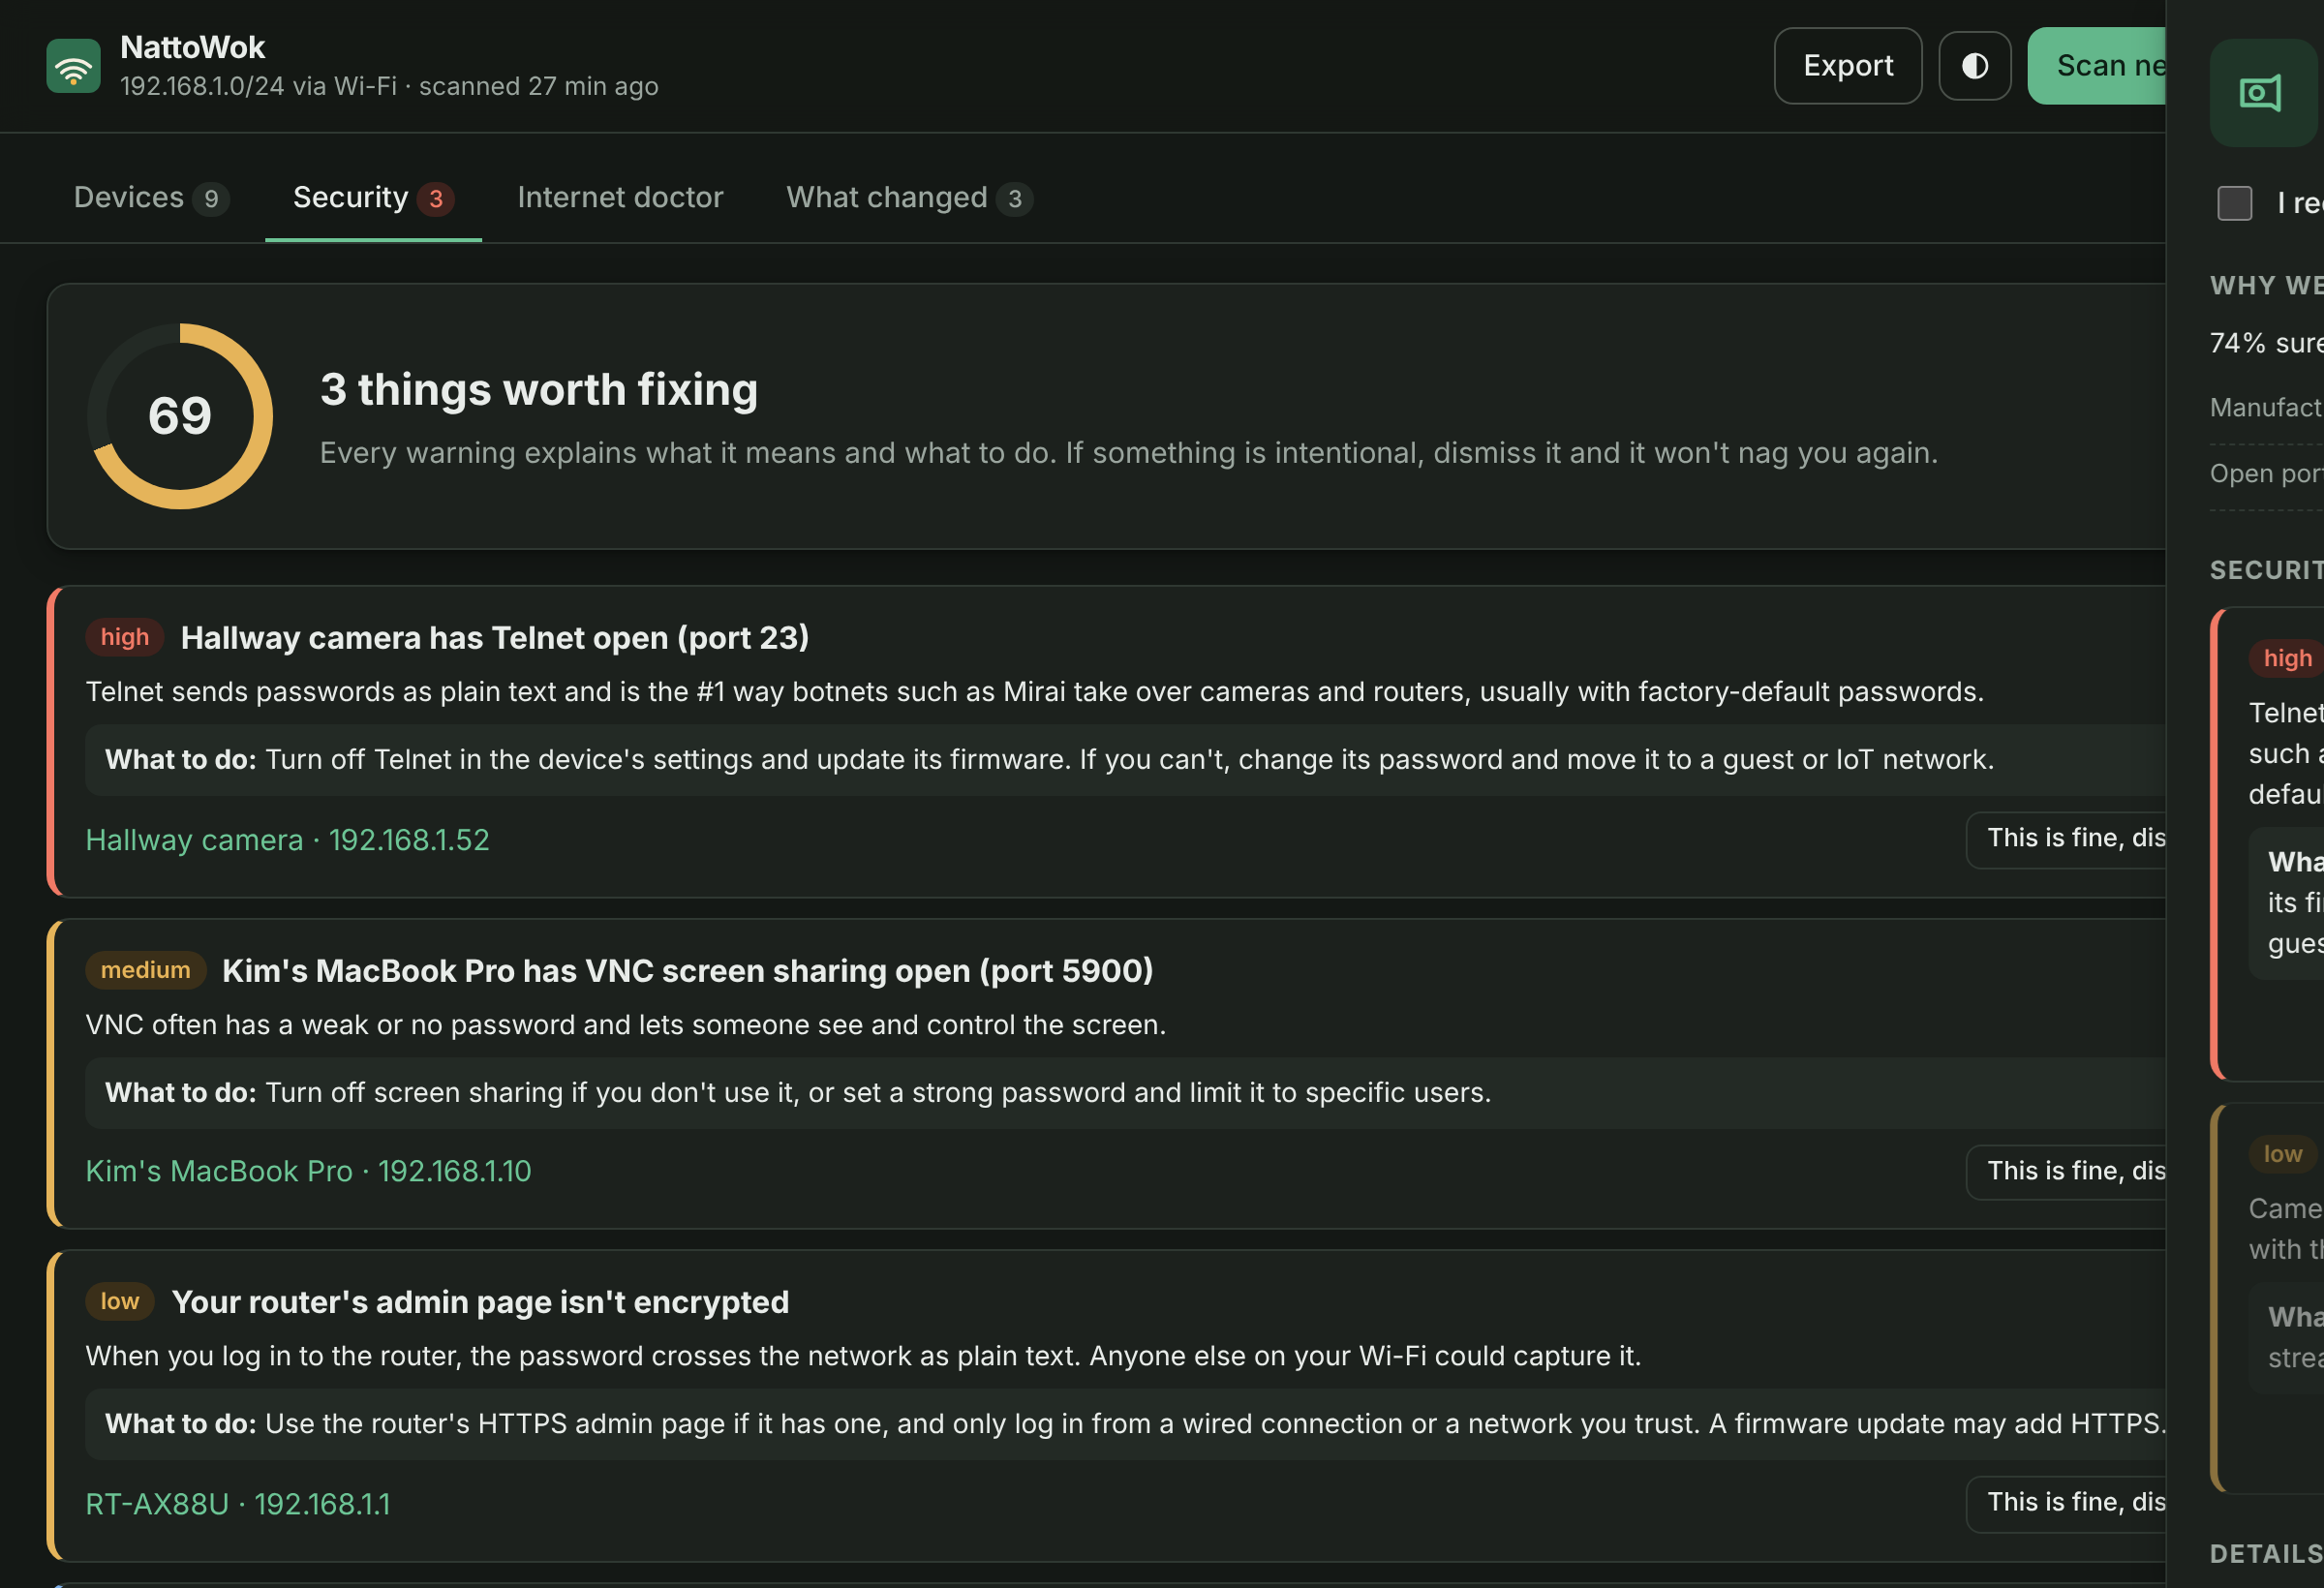 NattoWok
192.168.1.0/24 via Wi-Fi · scanned 27 min ago
Export
Scan ne
Devices 9
Security 3
Internet doctor
What changed 3
69
3 things worth fixing
Every warning explains what it means and what to do. If something is intentional, dismiss it and it won't nag you again.
high Hallway camera has Telnet open (port 23)
Telnet sends passwords as plain text and is the #1 way botnets such as Mirai take over cameras and routers, usually with factory-default passwords.
What to do: Turn off Telnet in the device's settings and update its firmware. If you can't, change its password and move it to a guest or IoT network.
Hallway camera · 192.168.1.52
This is fine, dis
medium Kim's MacBook Pro has VNC screen sharing open (port 5900)
VNC often has a weak or no password and lets someone see and control the screen.
What to do: Turn off screen sharing if you don't use it, or set a strong password and limit it to specific users.
Kim's MacBook Pro · 192.168.1.10
This is fine, dis
low Your router's admin page isn't encrypted
When you log in to the router, the password crosses the network as plain text. Anyone else on your Wi-Fi could capture it.
What to do: Use the router's HTTPS admin page if it has one, and only log in from a wired connection or a network you trust. A firmware update may add HTTPS.
RT-AX88U · 192.168.1.1
This is fine, dis
I re
WHY WE
74% sure
Manufact
Open port
SECURIT
high
Telnet
such a
defau
Wha
its fi
gues
low
Came
with th
Wha
strea
DETAILS